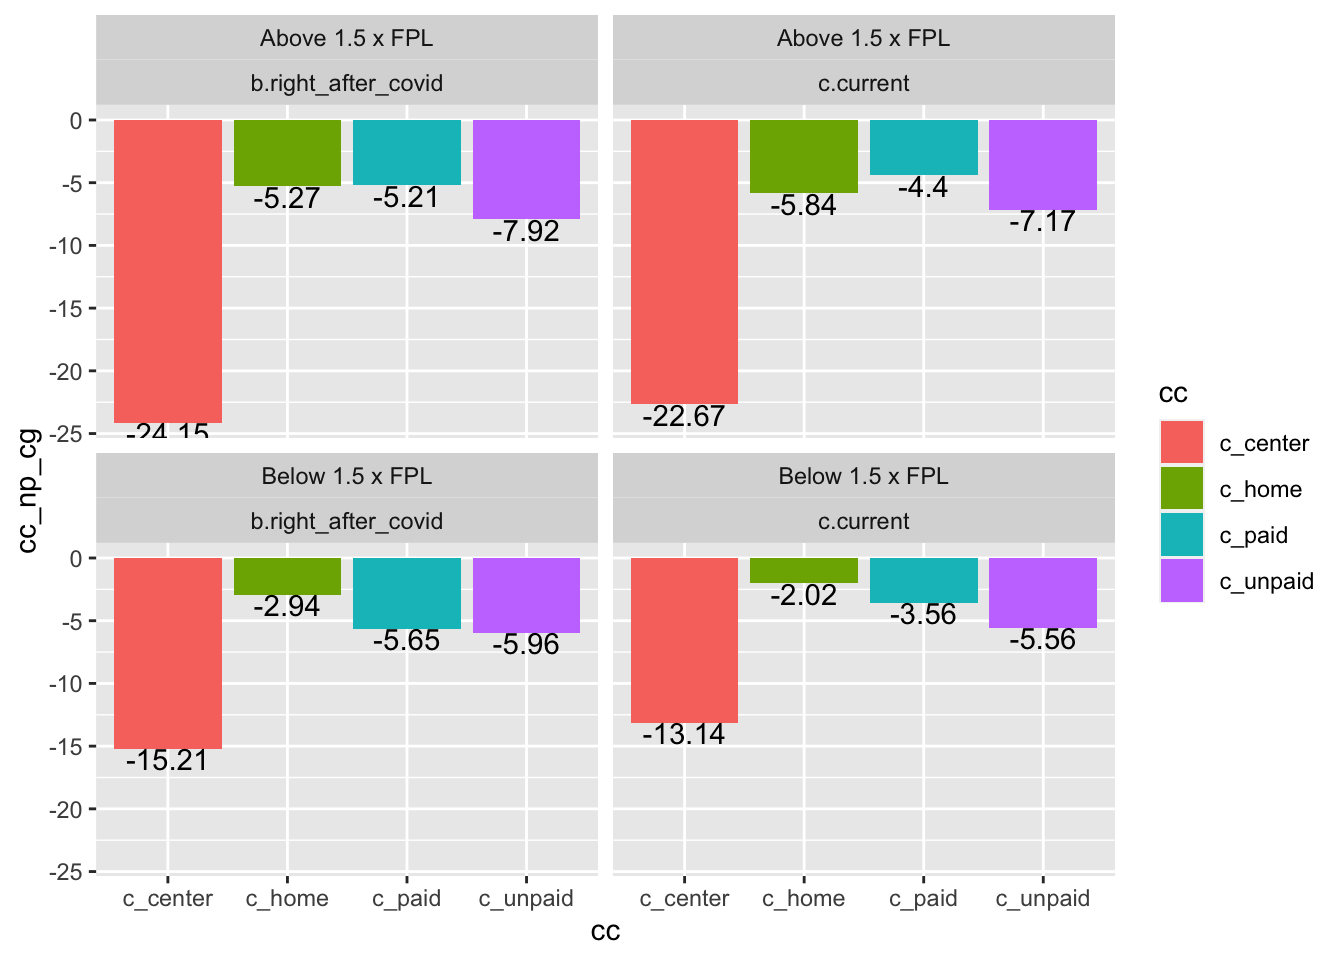 Above 1.5 x FPL
Above 1.5 x FPL
b.right_after_covid
c.current
0
-5
-10
-15
-20
-25
-24.15
-5.27
-5.21
-7.92
-22.67
-5.84
-4.4
-7.17
cc_np_cg
Below 1.5 x FPL
Below 1.5 x FPL
b.right_after_covid
c.current
0
-5
-10
-15
-20
-25
-15.21
-2.94
-5.65
-5.96
-13.14
-2.02
-3.56
-5.56
c_center
c_home
c_paid
c_unpaid
c_center
c_home
c_paid
c_unpaid
cc
cc
c_center
c_home
c_paid
c_unpaid